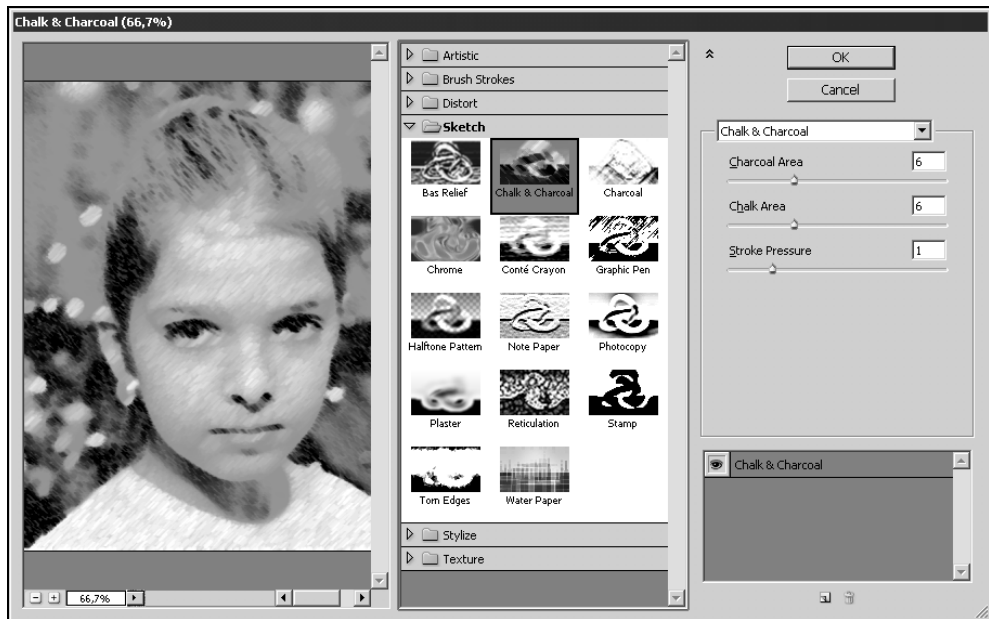 Chalk & Charcoal (66,7%)
Artistic
Brush Strokes
Distort
Sketch
Bas Relief
Chalk & Charcoal
Charcoal
Chrome
Conté Crayon
Graphic Pen
Halftone Pattern
Note Paper
Photocopy
Plaster
Reticulation
Stamp
Torn Edges
Water Paper
Stylize
Texture
66,7%
OK
Cancel
Chalk & Charcoal
Charcoal Area 6
Chalk Area 6
Stroke Pressure 1
Chalk & Charcoal